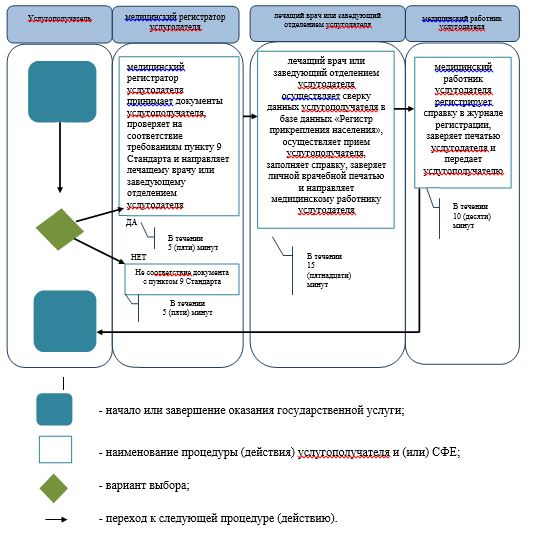 Услугополучатель
медицинский регистратор
услугодателя
лечащий врач или заведующий
отделением услугодателя
медицинский работник
услугодателя
медицинский
регистратор
услугодателя
принимает документы
услугополучателя,
проверяет на
соответствие
требованиям пункту 9
Стандарта и направляет
лечащему врачу или
заведующему
отделением
услугодателя
лечащий врач или
заведующий отделением
услугодателя
осуществляет сверку
данных услугополучателя в
базе данных «Регистр
прикрепления населения»,
осуществляет прием
услугополучателя,
заполняет справку, заверяет
личной врачебной печатью
и направляет
медицинскому работнику
услугодателя
медицинский
работник
услугодателя
регистрирует
справку в журнале
регистрации,
заверяет печатью
услугодателя и
передает
услугополучателю
ДА
В течении
5 (пяти) минут
НЕТ
Не соответствие документа
с пунктом 9 Стандарта
В течении
5 (пяти) минут
В течении
15
(пятнадцати)
минут
В течении
10 (десяти)
минут
- начало или завершение оказания государственной услуги;
- наименование процедуры (действия) услугополучателя и (или) СФЕ;
- вариант выбора;
- переход к следующей процедуре (действию).